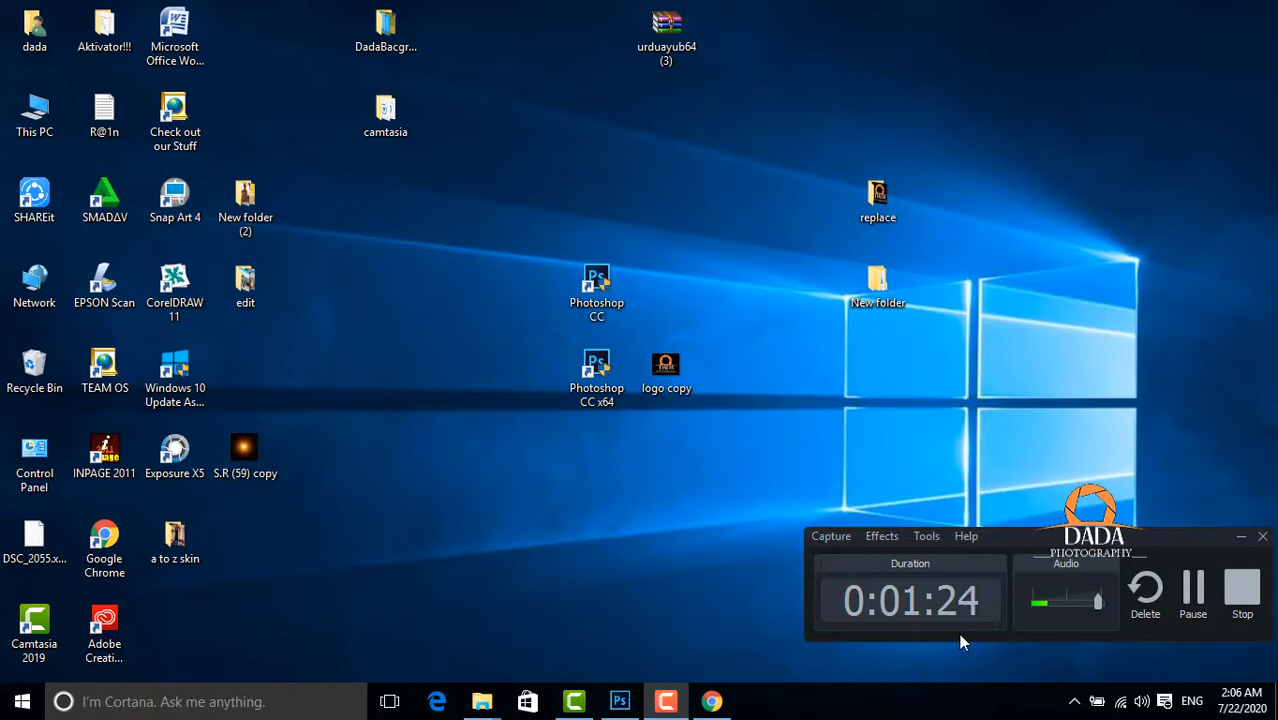 dada
Aktivator!!!
Microsoft
Office Wo...
DadaBacgr...
urduayub64
(3)
This PC
R@1n
Check out
our Stuff
camtasia
SHAREit
SMADΔV
Snap Art 4
New folder
(2)
replace
Network
EPSON Scan
CorelDRAW
11
edit
Photoshop
CC
New folder
Recycle Bin
TEAM OS
Windows 10
Update As...
Photoshop
CC x64
logo copy
Control
Panel
INPAGE 2011
Exposure X5
S.R (59) copy
DSC_2055.x...
Google
Chrome
a to z skin
Camtasia
2019
Adobe
Creati...
Capture Effects Tools Help
DADA
PHOTOGRAPHY
Duration
Audio
0:01:24
Delete
Pause
Stop
I'm Cortana. Ask me anything.
ENG
2:06 AM
7/22/2020